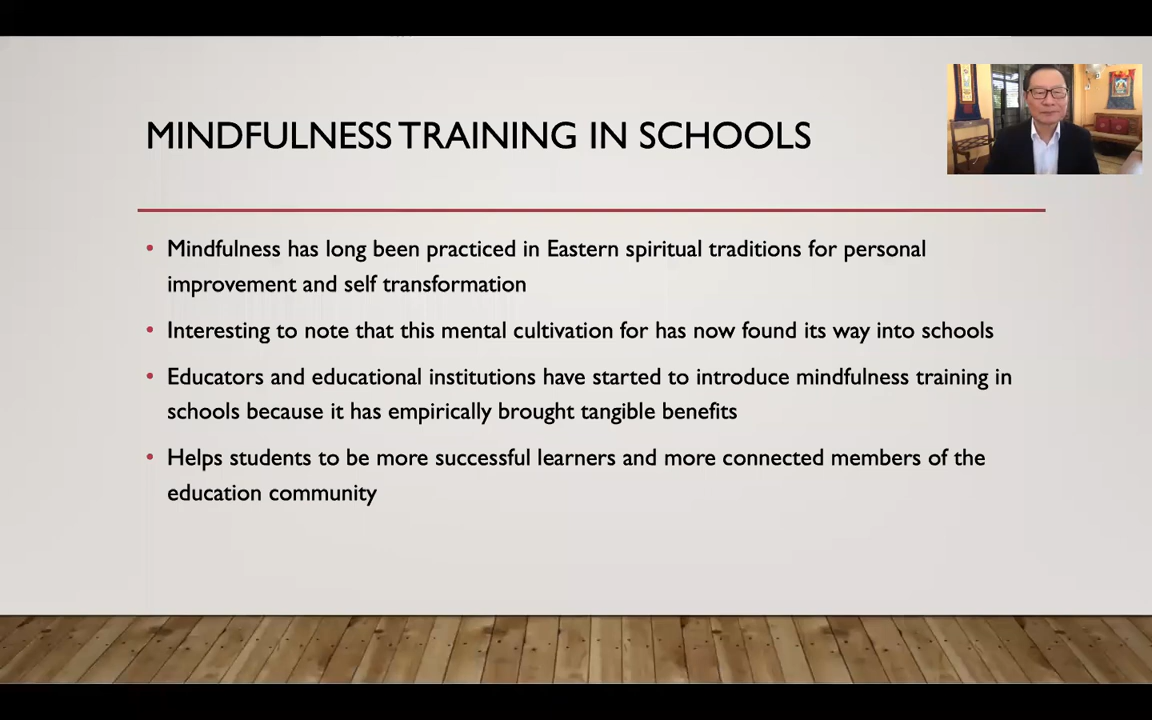 MINDFULNESS TRAINING IN SCHOOLS
• Mindfulness has long been practiced in Eastern spiritual traditions for personal
improvement and self transformation
• Interesting to note that this mental cultivation for has now found its way into schools
• Educators and educational institutions have started to introduce mindfulness training in
schools because it has empirically brought tangible benefits
• Helps students to be more successful learners and more connected members of the
education community